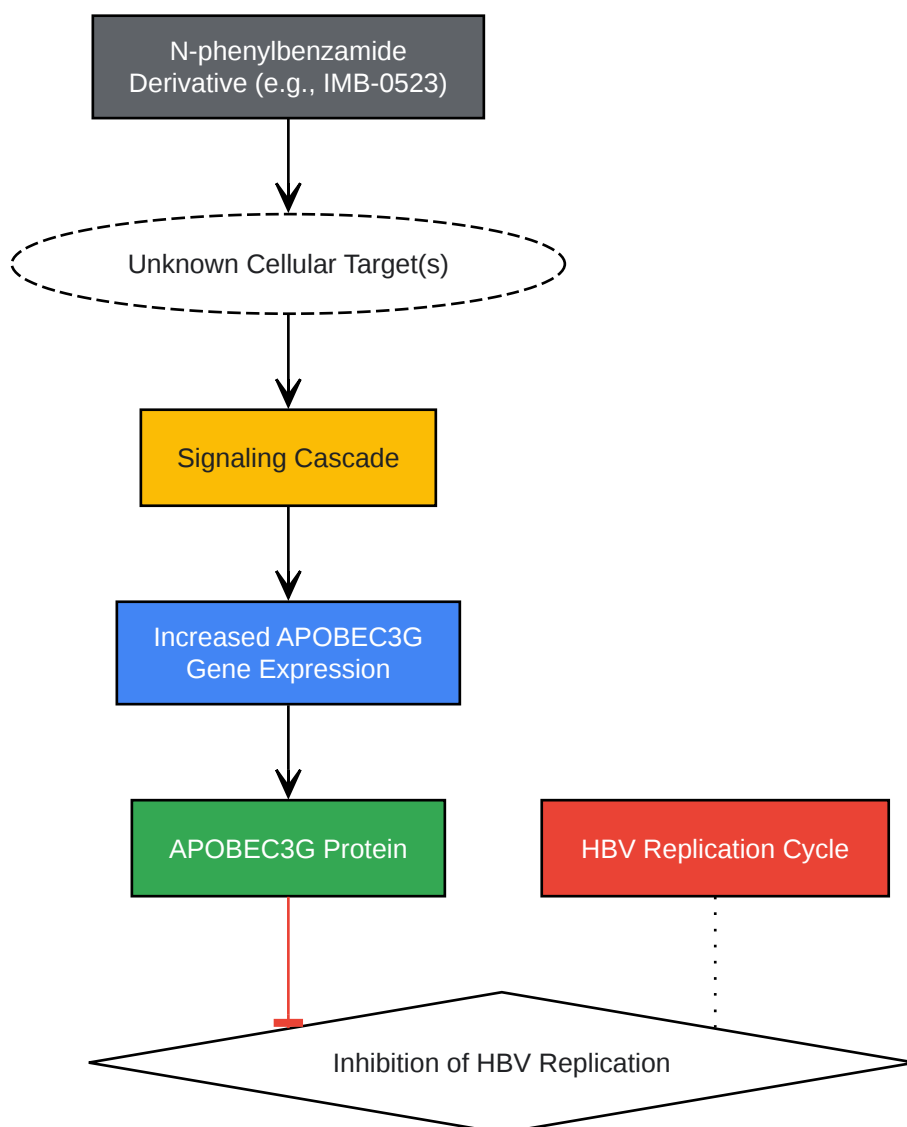 N-phenylbenzamide
Derivative (e.g., IMB-0523)
Unknown Cellular Target(s)
Signaling Cascade
Increased APOBEC3G
Gene Expression
APOBEC3G Protein
HBV Replication Cycle
Inhibition of HBV Replication